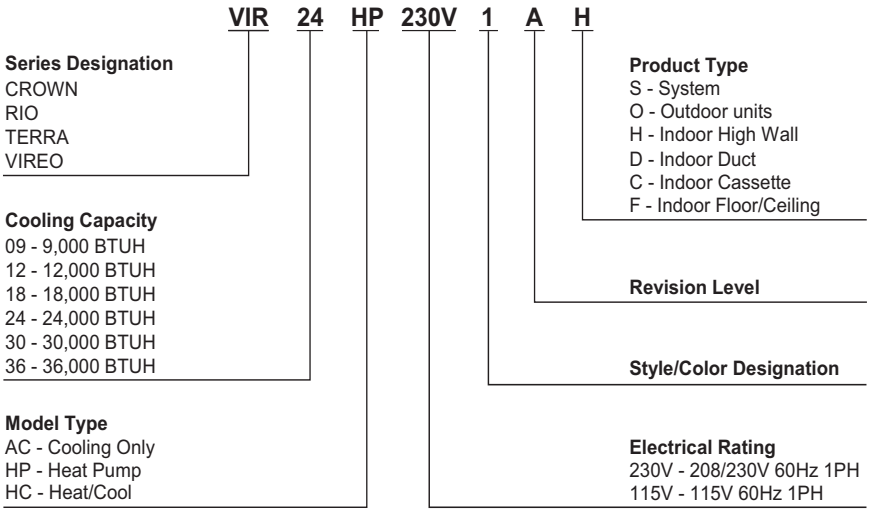 VIR 24 HP 230V 1 A H
Series Designation
CROWN
RIO
TERRA
VIREO
Cooling Capacity
09 - 9,000 BTUH
12 - 12,000 BTUH
18 - 18,000 BTUH
24 - 24,000 BTUH
30 - 30,000 BTUH
36 - 36,000 BTUH
Model Type
AC - Cooling Only
HP - Heat Pump
HC - Heat/Cool
Product Type
S - System
O - Outdoor units
H - Indoor High Wall
D - Indoor Duct
C - Indoor Cassette
F - Indoor Floor/Ceiling
Revision Level
Style/Color Designation
Electrical Rating
230V - 208/230V 60Hz 1PH
115V - 115V 60Hz 1PH